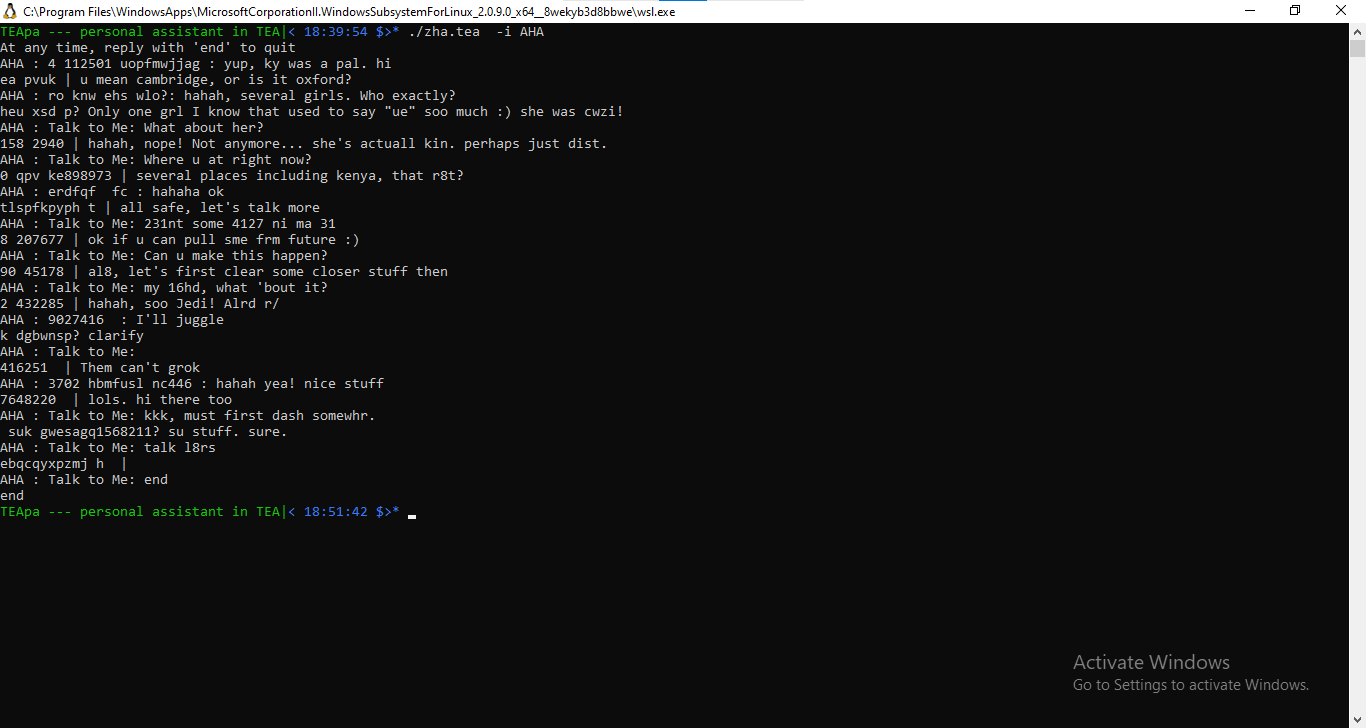 C:\Program Files\WindowsApps\MicrosoftCorporationII.WindowsSubsystemForLinux_2.0.9.0_x64__8wekyb3d8bbwe\wsl.exe
TEApa --- personal assistant in TEA|< 18:39:54 $>* ./zha.tea  -i AHA
At any time, reply with 'end' to quit
AHA : 4 112501 uopfmwjjag : yup, ky was a pal. hi
ea pvuk | u mean cambridge, or is it oxford?
AHA : ro knw ehs wlo?: hahah, several girls. Who exactly?
heu xsd p? Only one grl I know that used to say "ue" soo much :) she was cwzi!
AHA : Talk to Me: What about her?
158 2940 | hahah, nope! Not anymore... she's actuall kin. perhaps just dist.
AHA : Talk to Me: Where u at right now?
0 qpv ke898973 | several places including kenya, that r8t?
AHA : erdfqf  fc : hahaha ok
tlspfkpyph t | all safe, let's talk more
AHA : Talk to Me: 231nt some 4127 ni ma 31
8 207677 | ok if u can pull sme frm future :)
AHA : Talk to Me: Can u make this happen?
90 45178 | al8, let's first clear some closer stuff then
AHA : Talk to Me: my 16hd, what 'bout it?
2 432285 | hahah, soo Jedi! Alrd r/
AHA : 9027416  : I'll juggle
k dgbwnsp? clarify
AHA : Talk to Me:
416251  | Them can't grok
AHA : 3702 hbmfusl nc446 : hahah yea! nice stuff
7648220  | lols. hi there too
AHA : Talk to Me: kkk, must first dash somewhr.
 suk gwesagq1568211? su stuff. sure.
AHA : Talk to Me: talk l8rs
ebqcqyxpzmj h  |
AHA : Talk to Me: end
end
TEApa --- personal assistant in TEA|< 18:51:42 $>*
Activate Windows
Go to Settings to activate Windows.